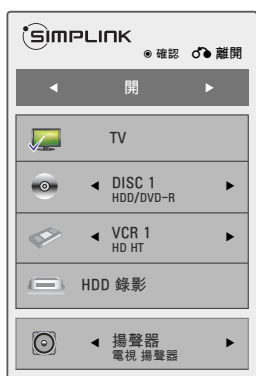 SIMPLINK
◉ 確認 離開
◀ 開 ▶
TV
◀ DISC 1 ▶
HDD/DVD-R
◀ VCR 1 ▶
HD HT
HDD 錄影
◀ 揚聲器 ▶
電視 揚聲器